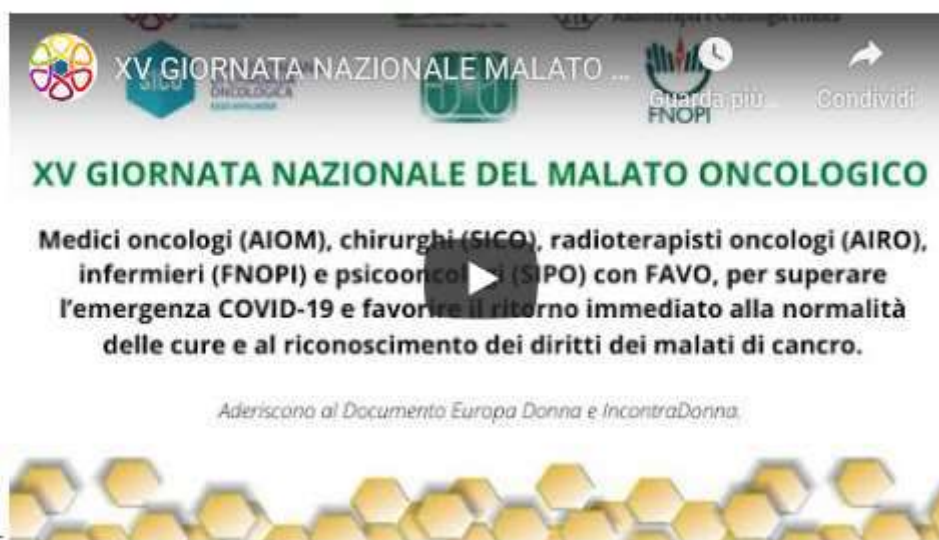 XV GIORNATA NAZIONALE MALATO ...
Guarda più...
Condividi
SICO
ONCOLOGICA
FNOPI
XV GIORNATA NAZIONALE DEL MALATO ONCOLOGICO
Medici oncologi (AIOM), chirurghi (SICO), radioterapisti oncologi (AIRO),
infermieri (FNOPI) e psicooncologi (SIPO) con FAVO, per superare
l'emergenza COVID-19 e favorire il ritorno immediato alla normalità
delle cure e al riconoscimento dei diritti dei malati di cancro.
Aderiscono al Documento Europa Donna e IncontraDonna.